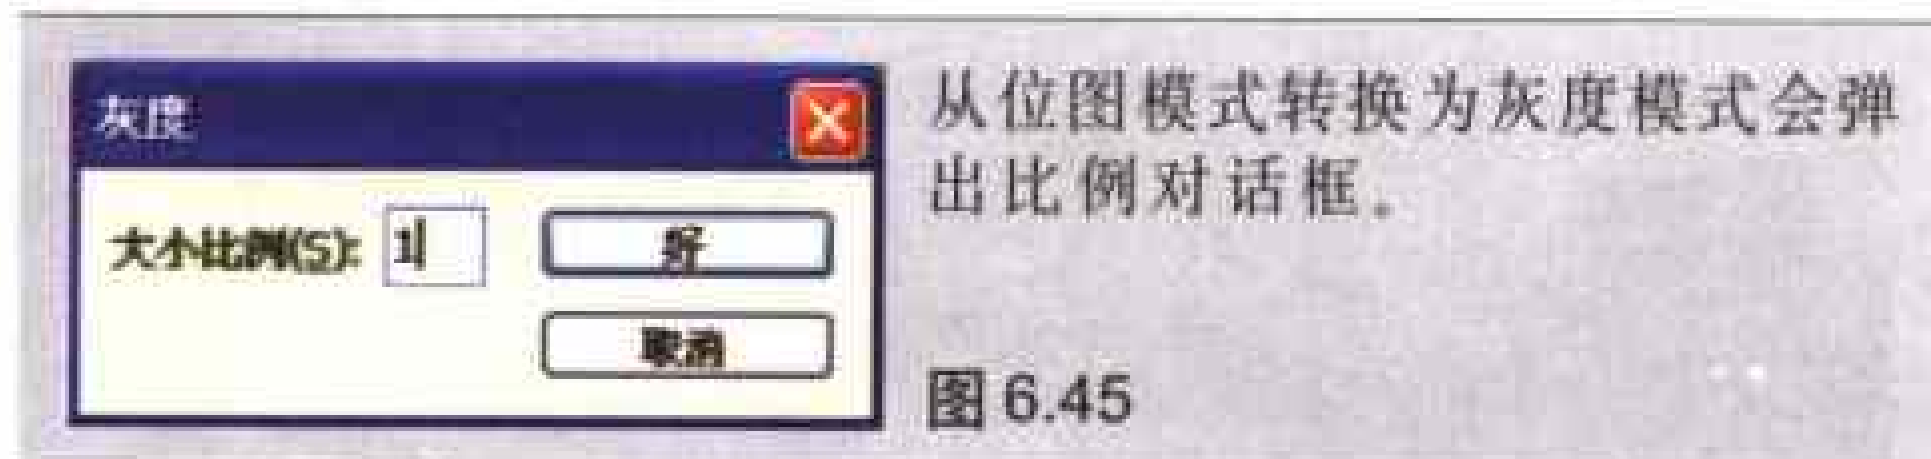 灰度
大小比例(S): 1
好
取消
从位图模式转换为灰度模式会弹
出比例对话框。
图 6.45